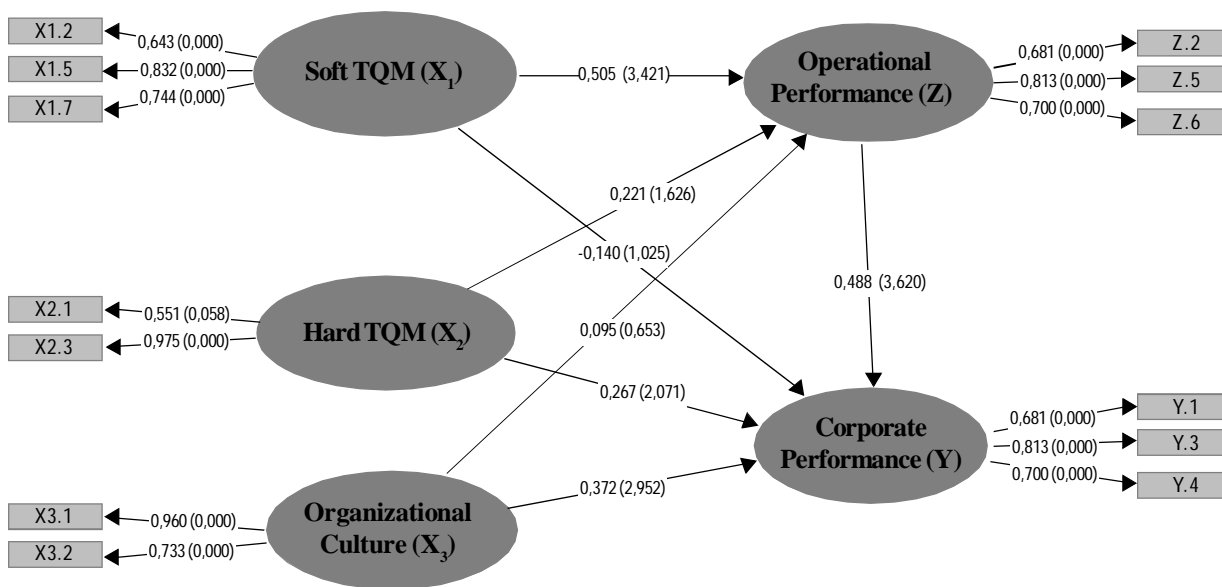 X1.2
X1.5
X1.7
0,643 (0,000)
0,832 (0,000)
0,744 (0,000)
Soft TQM (X1)
0,505 (3,421)
Operational
Performance (Z)
0,681 (0,000)
0,813 (0,000)
0,700 (0,000)
Z.2
Z.5
Z.6
0,221 (1,626)
-0,140 (1,025)
0,488 (3,620)
X2.1
X2.3
0,551 (0,058)
0,975 (0,000)
Hard TQM (X2)
0,095 (0,653)
0,267 (2,071)
Corporate
Performance (Y)
0,681 (0,000)
0,813 (0,000)
0,700 (0,000)
Y.1
Y.3
Y.4
X3.1
X3.2
0,960 (0,000)
0,733 (0,000)
Organizational
Culture (X3)
0,372 (2,952)